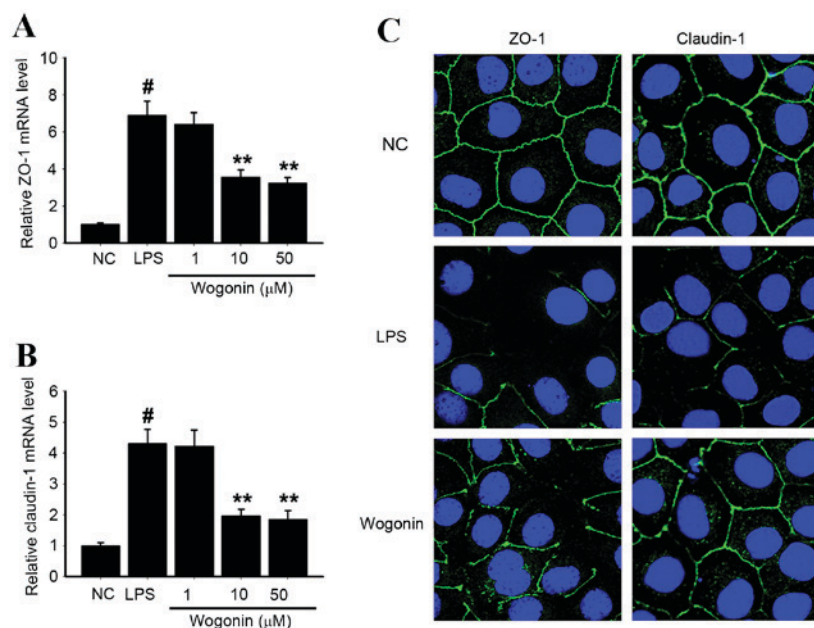 A
Relative ZO-1 mRNA level
10
8
6
4
2
0
#
**
**
NC
LPS
1
10
50
Wogonin (μM)
B
Relative claudin-1 mRNA level
6
5
4
3
2
1
0
#
**
**
NC
LPS
1
10
50
Wogonin (μM)
C
ZO-1
Claudin-1
NC
LPS
Wogonin